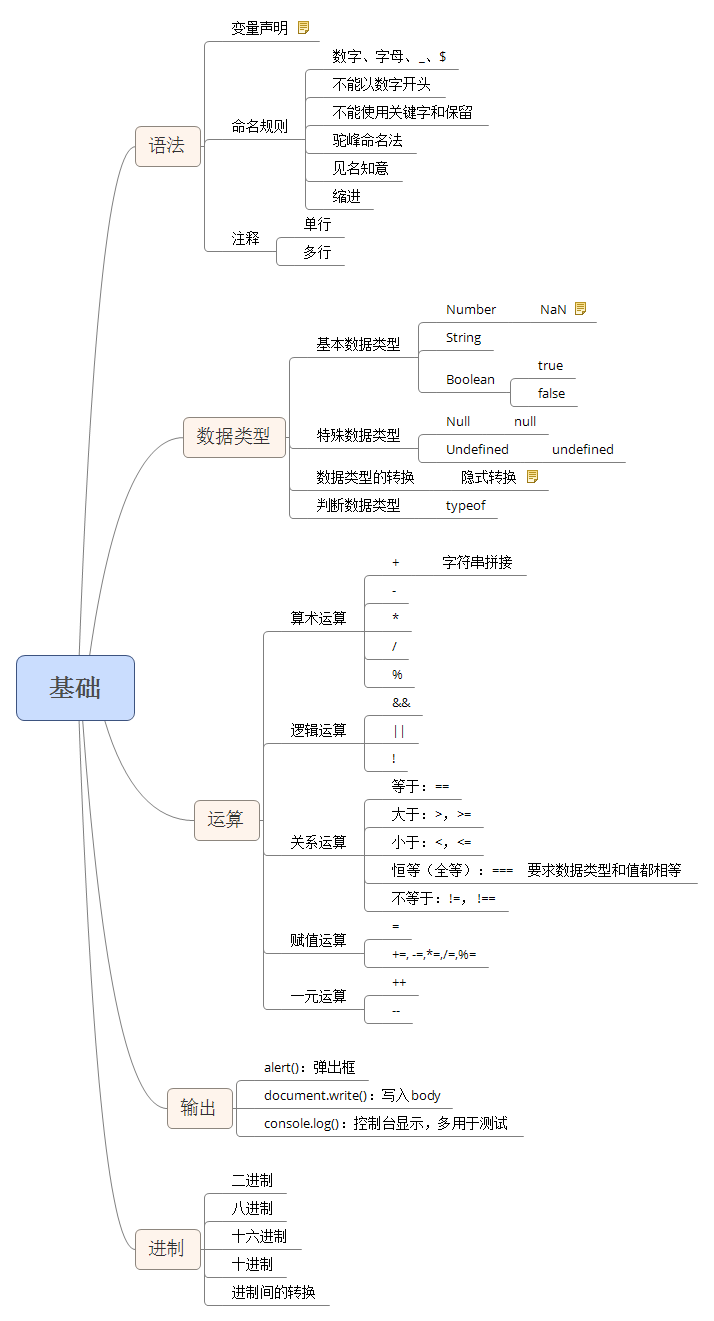 变量声明
数字、字母、_、$
不能以数字开头
命名规则
不能使用关键字和保留
语法
驼峰命名法
见名知意
缩进
注释
单行
多行
Number NaN
基本数据类型
String
Boolean
true
false
数据类型
特殊数据类型
Null null
Undefined undefined
数据类型的转换 隐式转换
判断数据类型 typeof
+ 字符串拼接
-
算术运算
*
/
%
基础
&&
逻辑运算
||
!
等于：==
运算
大于：>，>=
关系运算
小于：<，<=
恒等（全等）：=== 要求数据类型和值都相等
不等于：!=， !==
赋值运算
=
+=, -=,*=,/=,%=
一元运算
++
--
alert()：弹出框
输出
document.write()：写入body
console.log()：控制台显示，多用于测试
二进制
八进制
进制
十六进制
十进制
进制间的转换